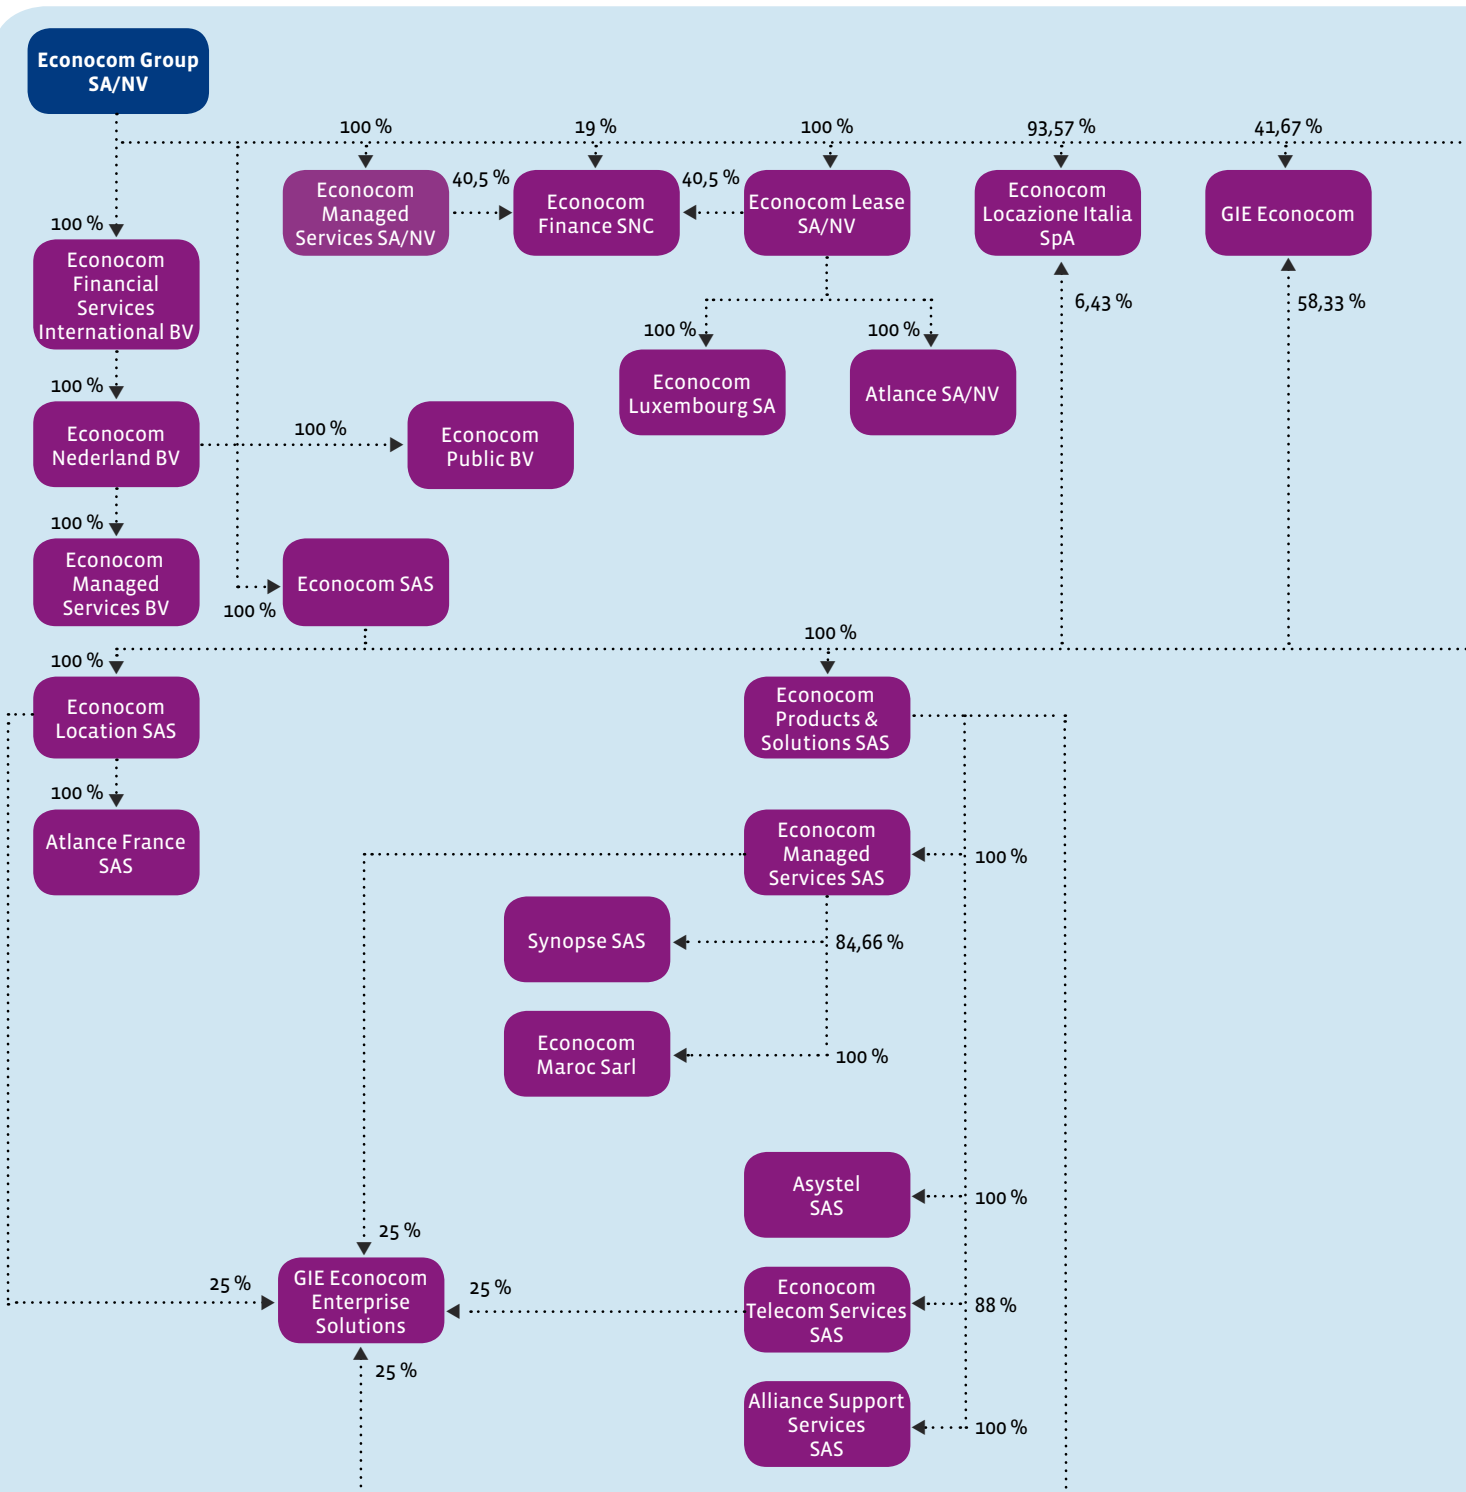 Econocom Group
SA/NV
100 %
19 %
100 %
93,57 %
41,67 %
Econocom
Managed
Services SA/NV
40,5 %
Econocom
Finance SNC
40,5 %
Econocom Lease
SA/NV
Econocom
Locazione Italia
SpA
GIE Econocom
100 %
Econocom
Financial
Services
International BV
6,43 %
58,33 %
100 %
100 %
Econocom
Luxembourg SA
Atlance SA/NV
100 %
Econocom
Nederland BV
100 %
Econocom
Public BV
100 %
Econocom
Managed
Services BV
100 %
Econocom SAS
100 %
100 %
Econocom
Location SAS
Econocom
Products &
Solutions SAS
100 %
Atlance France
SAS
Econocom
Managed
Services SAS
100 %
Synopse SAS
84,66 %
Econocom
Maroc Sarl
100 %
Asystel
SAS
100 %
25 %
25 %
GIE Econocom
Enterprise
Solutions
25 %
Econocom
Telecom Services
SAS
88 %
25 %
Alliance Support
Services
SAS
100 %